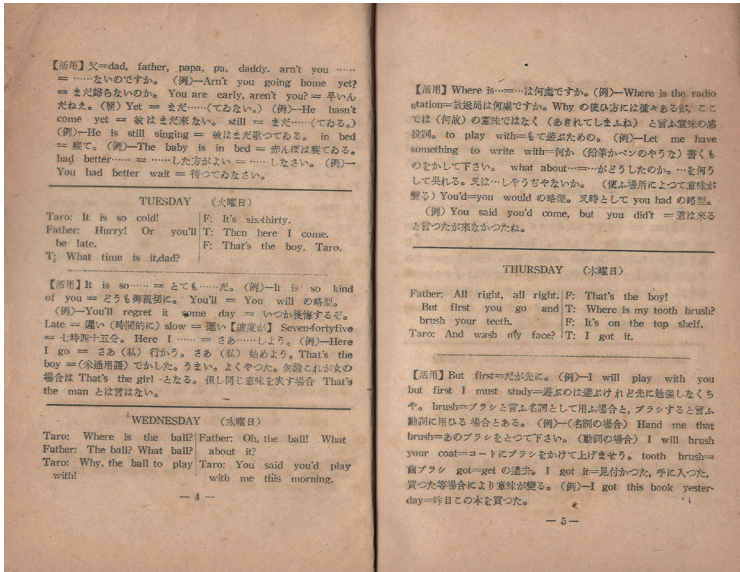 【活用】父=dad, father, papa, pa, daddy. arn't you ……
= ……ないのですか。 (例)—Arn't you going home yet?
= まだ歸らないのか。 You are early, aren't you? = 早いん
だねえ。(朝) Yet = まだ……(てゐない。) (例)—He hasn't
come yet = 彼はまだ來ない。 still = まだ……(てゐる。)
(例)—He is still singing = 彼はまだ歌つてゐる。 in bed
= 寢て。(例)—The baby is in bed = 赤んぼは寢てゐる。
had better…… = ……した方がよい = ……しなさい。(例)—
You had better wait = 待つてゐなさい。
TUESDAY (火曜日)
Taro: It is so cold!
Father: Hurry! Or you'll
be late.
T: What time is it, dad?
F: It's six-thirty.
T: Then here I come.
F: That's the boy, Taro.
【活用】It is so…… = とても……だ。(例)—It is so kind
of you = どうも御親切に。 You'll = You will の略型。
(例)—You'll regret it some day = いつか後悔するぞ。
Late = 遲い (時間的に) slow = 遲い【速度が】 Seven-fortyfive
= 七時四十五分。 Here I …… = さあ……しよう。(例)—Here
I go = さあ (私) 行かう。さあ (私) 始めよう。That's the
boy =(米通用語)でかした。うまい。よくやつた。勿論これが女の
場合は That's the girl となる。但し同じ意味を表す場合 That's
the man とは言はない。
WEDNESDAY (水曜日)
Taro: Where is the ball?
Father: The ball? What ball?
Taro: Why, the ball to play
with!
Father: Oh, the ball! What
about it?
Taro: You said you'd play
with me this morning.
— 4 —
【活用】Where is…=…は何處ですか。(例)—Where is the radio
station=放送局は何處ですか。Why の使ひ方には種々あるが、ここ
では (何故) の意味ではなく (あきれてしまふね) と言ふ意味の感
投詞。to play with=もて遊ぶための。 (例)—Let me have
something to write with=何か (鉛筆かペンのやうな) 書くも
のをかして下さい。 what about…=…がどうしたのか。…を何う
して吳れる。又は…しやうぢやないか。 (使ふ場所によつて意味が
變る) You'd=you would の略型。又時として you had の略型。
(例) You said you'd come, but you did't =君は來る
と言つたが來なかつたね。
THURSDAY (木曜日)
Father: All right, all right.
But first you go and
brush your teeth.
Taro: And wash my face?
F: That's the boy!
T: Where is my tooth brush?
F: It's on the top shelf.
T: I got it.
【活用】But first=だが先に。(例)—I will play with you
but first I must study=遊ぶのは遊ぶけれど先に勉强しなくち
や。brush=ブラシと言ふ名詞として用ふ場合と、ブラシすると言ふ
動詞に用ひる 場合とある。(例)—(名詞の場合) Hand me that
brush=あのブラシをとつて下さい。(動詞の場合) I will brush
your coat=コートにブラシをかけて上げませう。tooth brush=
齒ブラシ got=get の過去。 I got it=見付かつた, 手に入つた,
買つた等場合により意味が變る。(例)—I got this book yester-
day=昨日この本を買つた。
— 5 —